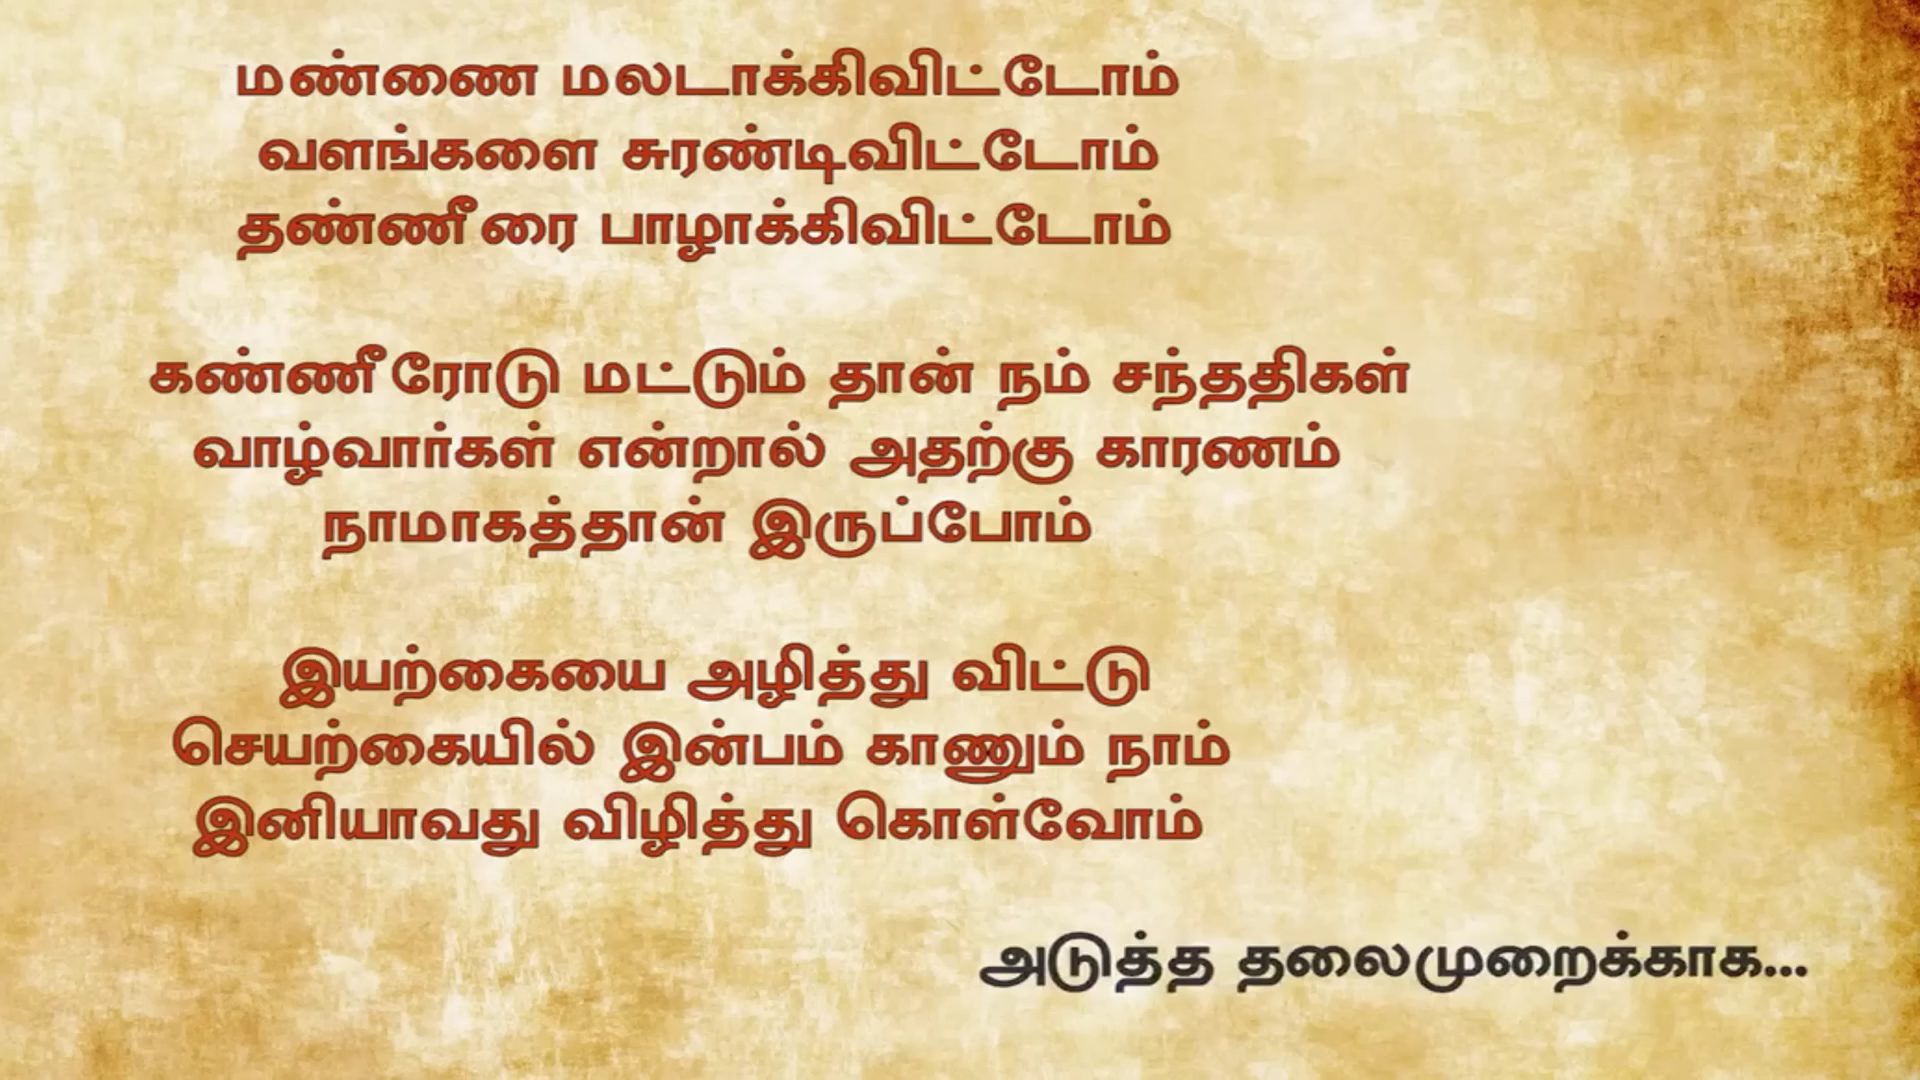 மண்ணை மலடாக்கிவிட்டோம்
வளங்களை சுரண்டிவிட்டோம்
தண்ணீரை பாழாக்கிவிட்டோம்
கண்ணீரோடு மட்டும் தான் நம் சந்ததிகள்
வாழ்வார்கள் என்றால் அதற்கு காரணம்
நாமாகத்தான் இருப்போம்
இயற்கையை அழித்து விட்டு
செயற்கையில் இன்பம் காணும் நாம்
இனியாவது விழித்து கொள்வோம்
அடுத்த தலைமுறைக்காக...